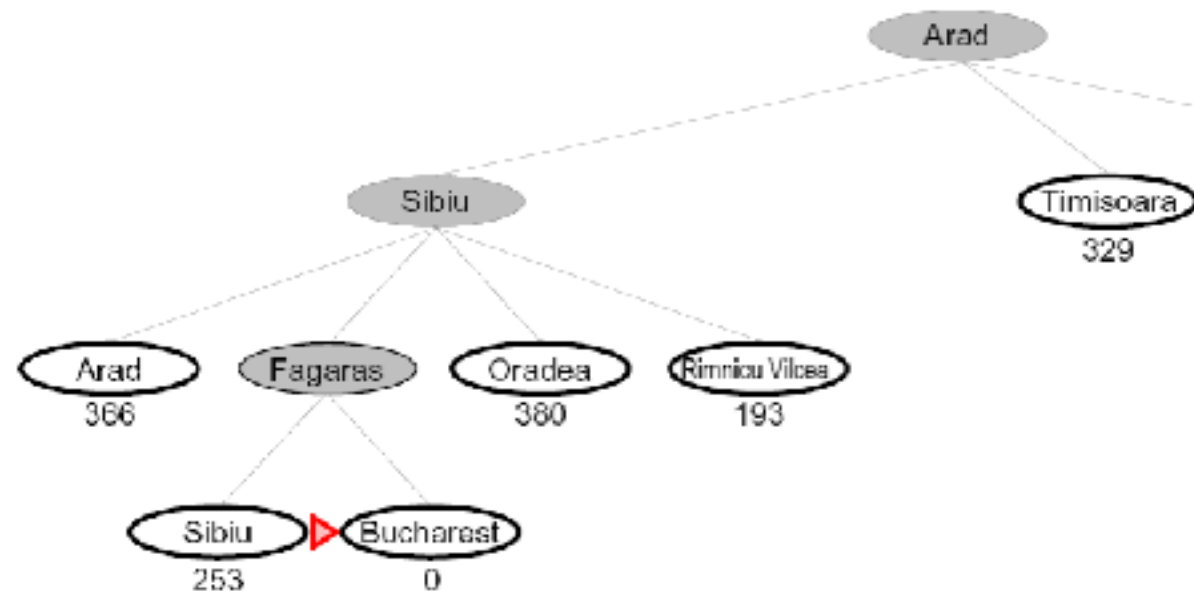 Arad
Sibiu
Timisoara
329
Arad
Fagaras
Oradea
Rimnicu Vilcea
366
380
193
Sibiu
Bucharest
253
0